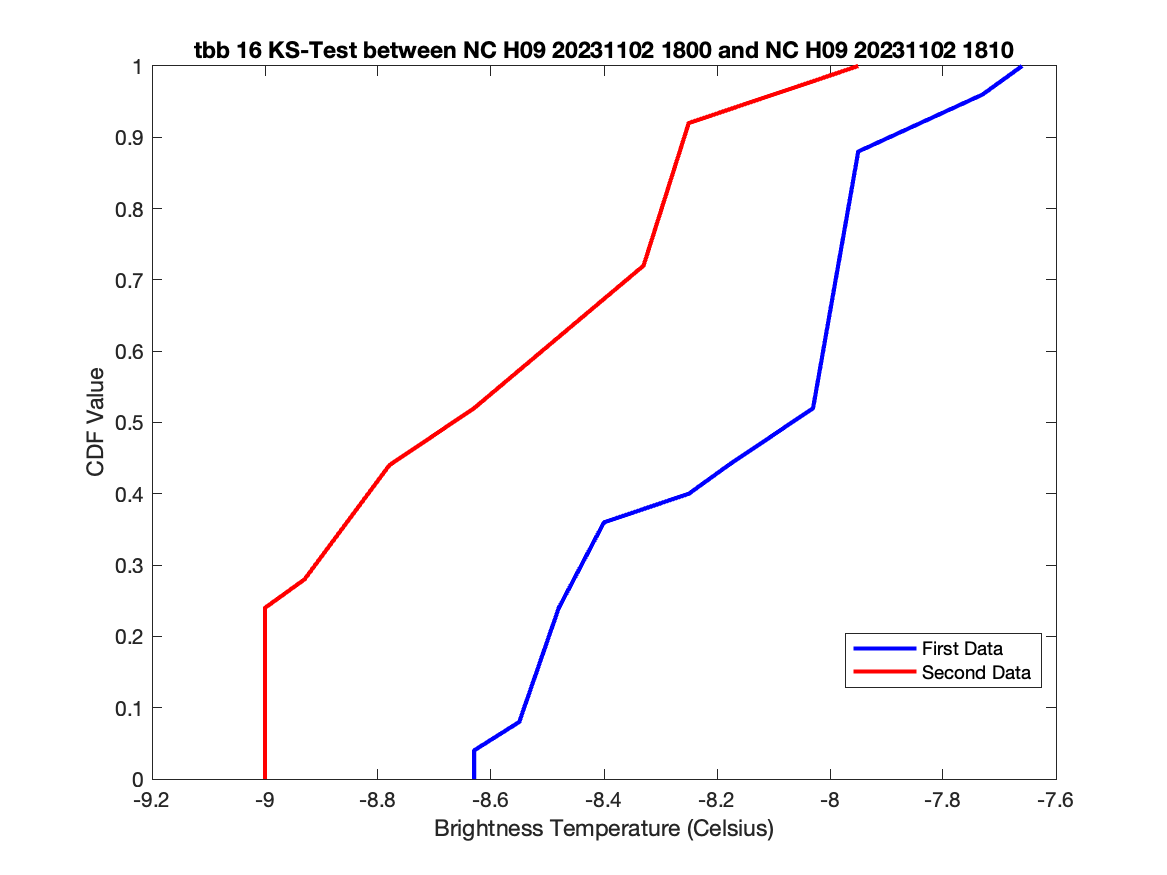 tbb 16 KS-Test between NC H09 20231102 1800 and NC H09 20231102 1810
1
0.9
0.8
0.7
0.6
0.5
0.4
0.3
0.2
0.1
0
CDF Value
First Data
Second Data
-9.2 -9 -8.8 -8.6 -8.4 -8.2 -8 -7.8 -7.6
Brightness Temperature (Celsius)